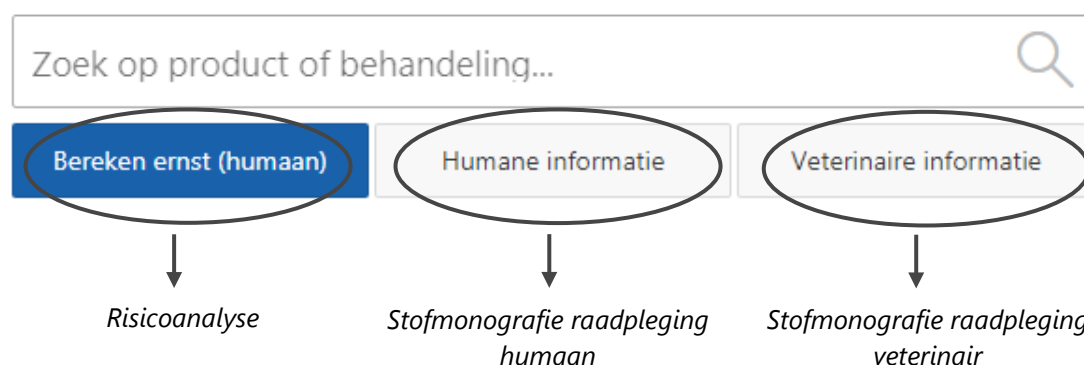 Zoek op product of behandeling...
Bereken ernst (humaan)
Humane informatie
Veterinaire informatie
Risicoanalyse
Stofmonografie raadpleging
humaan
Stofmonografie raadpleging
veterinair